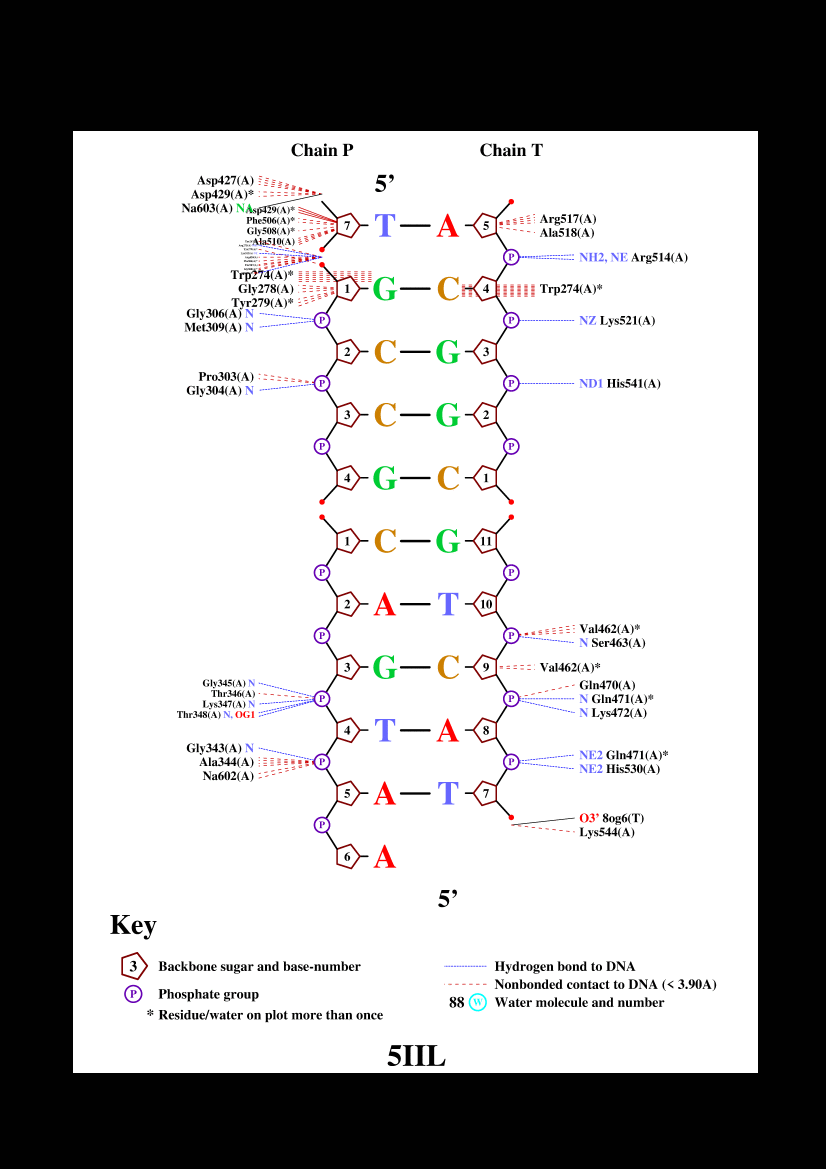 Chain P Chain T
5’
Asp427(A)
Asp429(A)*
Na603(A) NA
Asp429(A)*
Phe506(A)*
Gly508(A)*
Ala510(A)
7 T A 5
Arg517(A)
Ala518(A)
P NH2, NE Arg514(A)
Trp274(A)*
Gly278(A)
Tyr279(A)*
1 G C 4 Trp274(A)*
Gly306(A) N
Met309(A) N
P P NZ Lys521(A)
2 C G 3
Pro303(A)
Gly304(A) N
P P ND1 His541(A)
3 C G 2
P P
4 G C 1
1 C G 11
P P
2 A T 10
P P
Val462(A)*
N Ser463(A)
3 G C 9 Val462(A)*
Gly345(A) N
Thr346(A)
Lys347(A) N
Thr348(A) N, OG1
P P
Gln470(A)
N Gln471(A)*
N Lys472(A)
4 T A 8
Gly343(A) N
Ala344(A)
Na602(A)
P P
NE2 Gln471(A)*
NE2 His530(A)
5 A T 7
P
O3’ 8og6(T)
Lys544(A)
6 A
5’
Key
3 Backbone sugar and base-number
P Phosphate group
* Residue/water on plot more than once
Hydrogen bond to DNA
Nonbonded contact to DNA (< 3.90A)
88 W Water molecule and number
5IIL